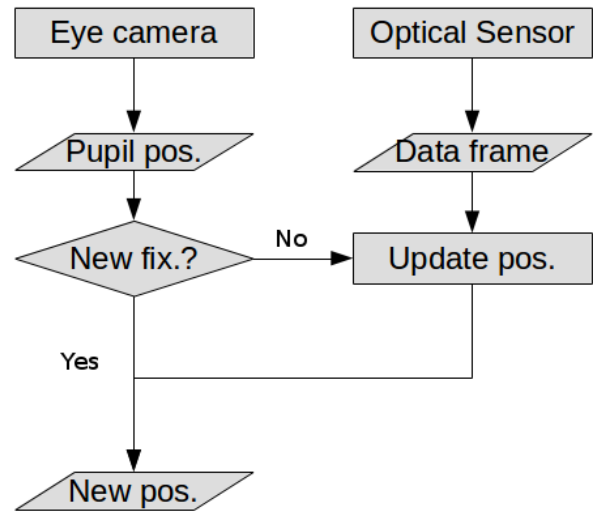 Eye camera
Optical Sensor
Pupil pos.
Data frame
New fix.?
No
Update pos.
Yes
New pos.